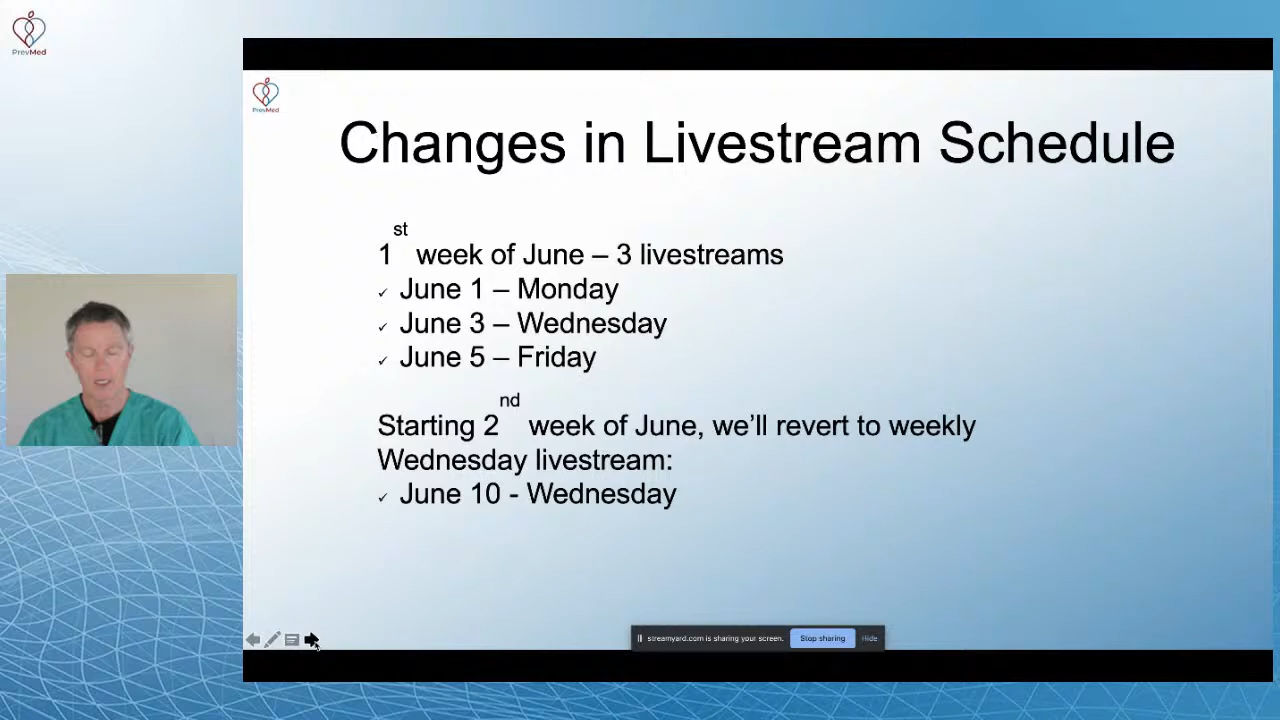 PrevMed
PrevMed
Changes in Livestream Schedule
1st week of June – 3 livestreams
✓ June 1 – Monday
✓ June 3 – Wednesday
✓ June 5 – Friday
Starting 2nd week of June, we’ll revert to weekly
Wednesday livestream:
✓ June 10 - Wednesday
streamyard.com is sharing your screen. Stop sharing Hide